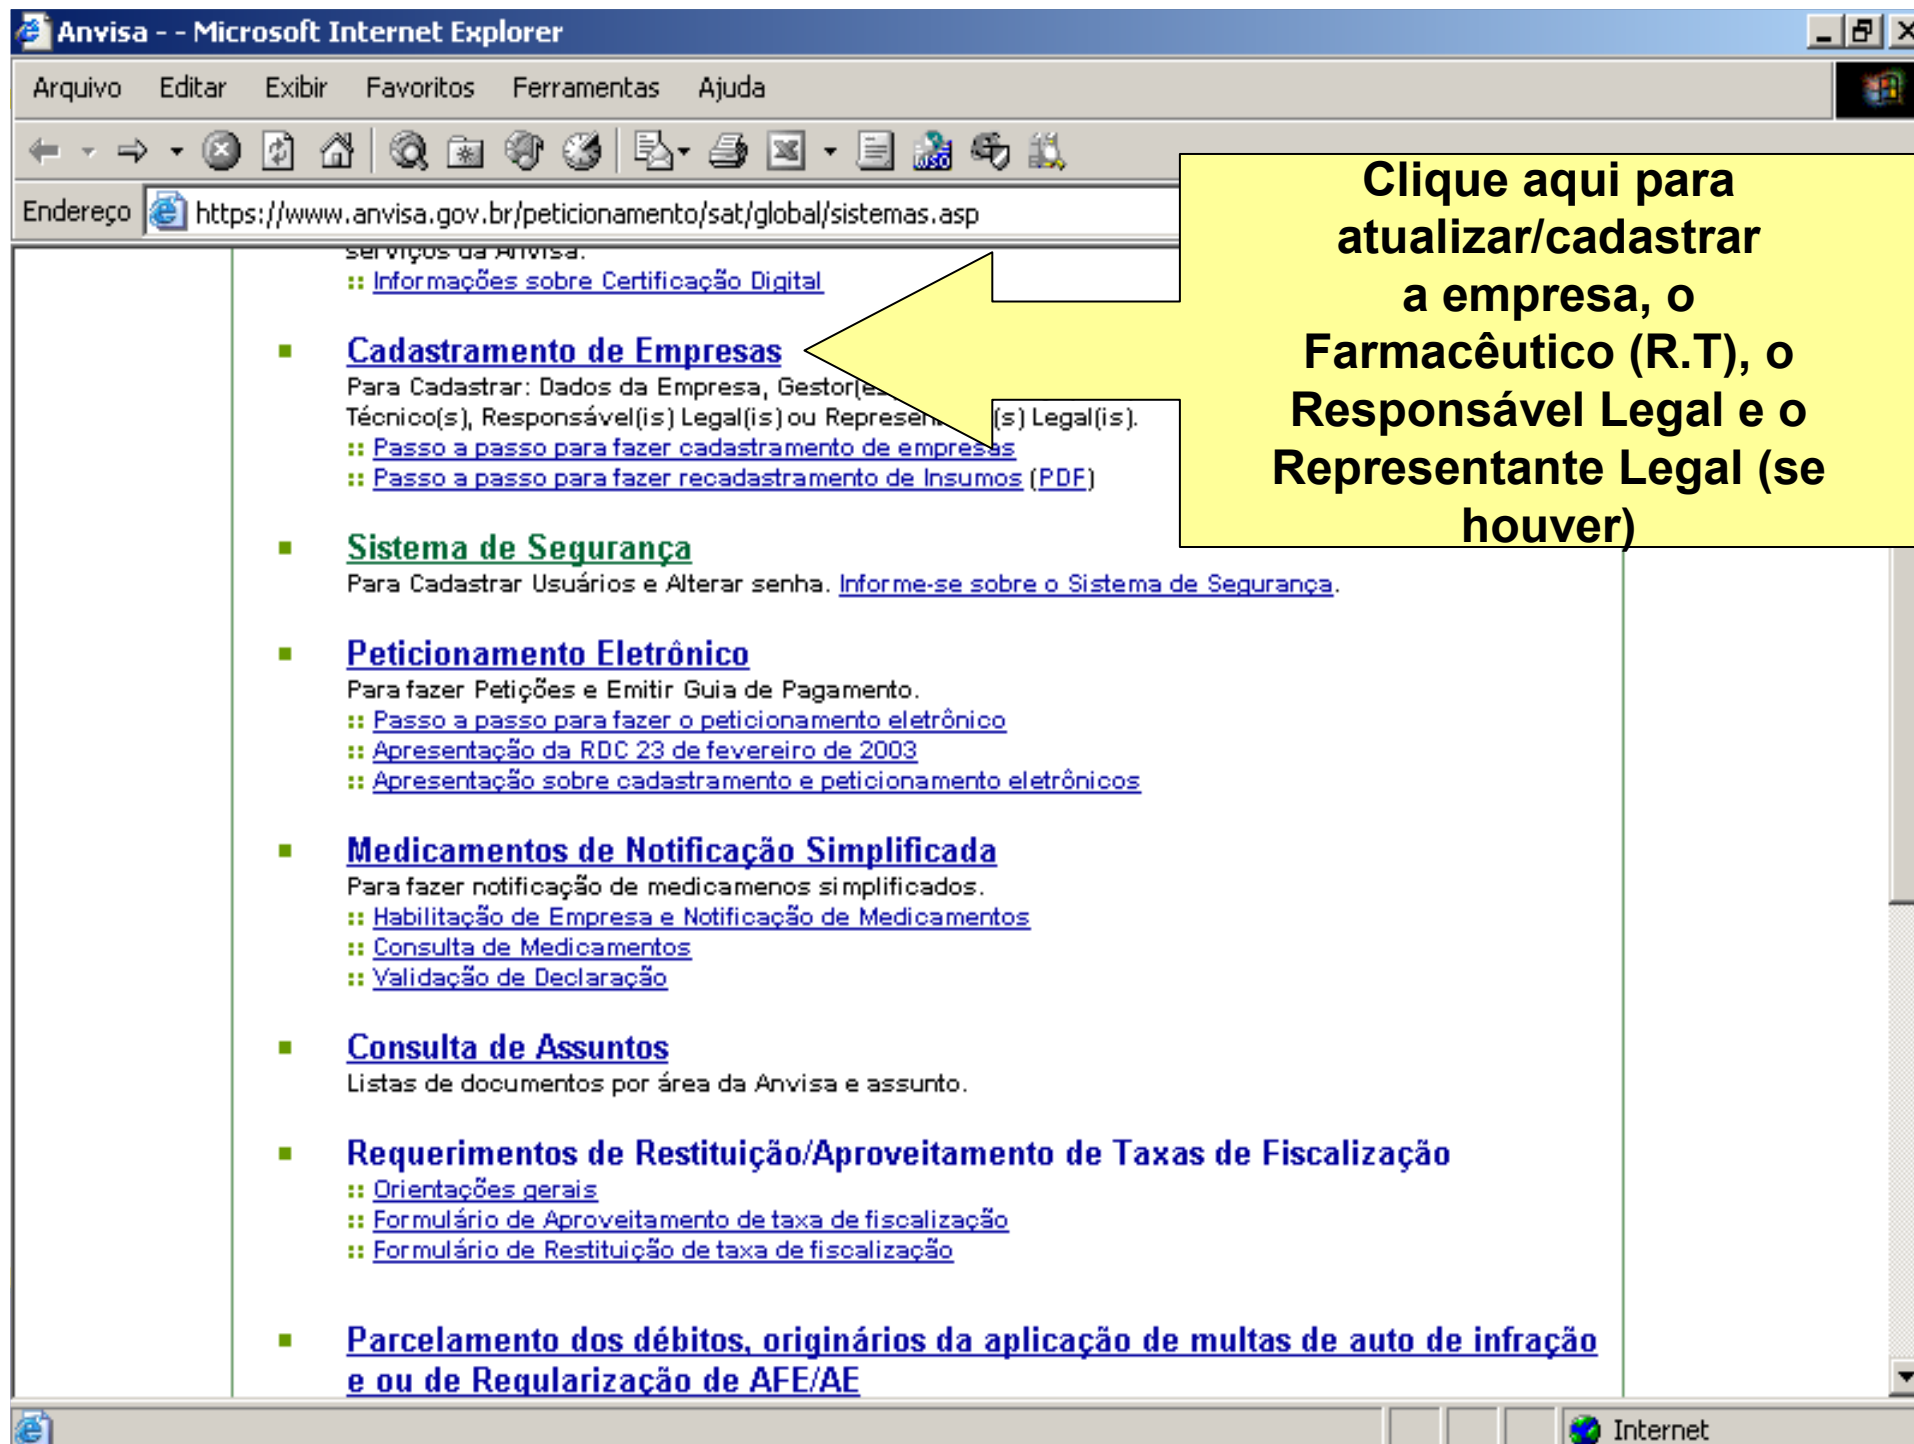 Anvisa - - Microsoft Internet Explorer
Arquivo Editar Exibir Favoritos Ferramentas Ajuda
Endereço https://www.anvisa.gov.br/peticionamento/sat/global/sistemas.asp
Clique aqui para
atualizar/cadastrar
a empresa, o
Farmacêutico (R.T), o
Responsável Legal e o
Representante Legal (se
houver)
serviços da Anvisa.
:: Informações sobre Certificação Digital
Cadastramento de Empresas
Para Cadastrar: Dados da Empresa,
Técnico(s), Responsável(is) Legal(is) ou (s) Legal(is).
:: Passo a passo para fazer cadastramento de empresas
:: Passo a passo para fazer recadastramento de Insumos (PDF)
Sistema de Segurança
Para Cadastrar Usuários e Alterar senha. Informe-se sobre o Sistema de Segurança.
Peticionamento Eletrônico
Para fazer Petições e Emitir Guia de Pagamento.
:: Passo a passo para fazer o peticionamento eletrônico
:: Apresentação da RDC 23 de fevereiro de 2003
:: Apresentação sobre cadastramento e peticionamento eletrônicos
Medicamentos de Notificação Simplificada
Para fazer notificação de medicamenos simplificados.
:: Habilitação de Empresa e Notificação de Medicamentos
:: Consulta de Medicamentos
:: Validação de Declaração
Consulta de Assuntos
Listas de documentos por área da Anvisa e assunto.
Requerimentos de Restituição/Aproveitamento de Taxas de Fiscalização
:: Orientações gerais
:: Formulário de Aproveitamento de taxa de fiscalização
:: Formulário de Restituição de taxa de fiscalização
Parcelamento dos débitos, originários da aplicação de multas de auto de infração
e ou de Regularização de AFE/AE
Internet